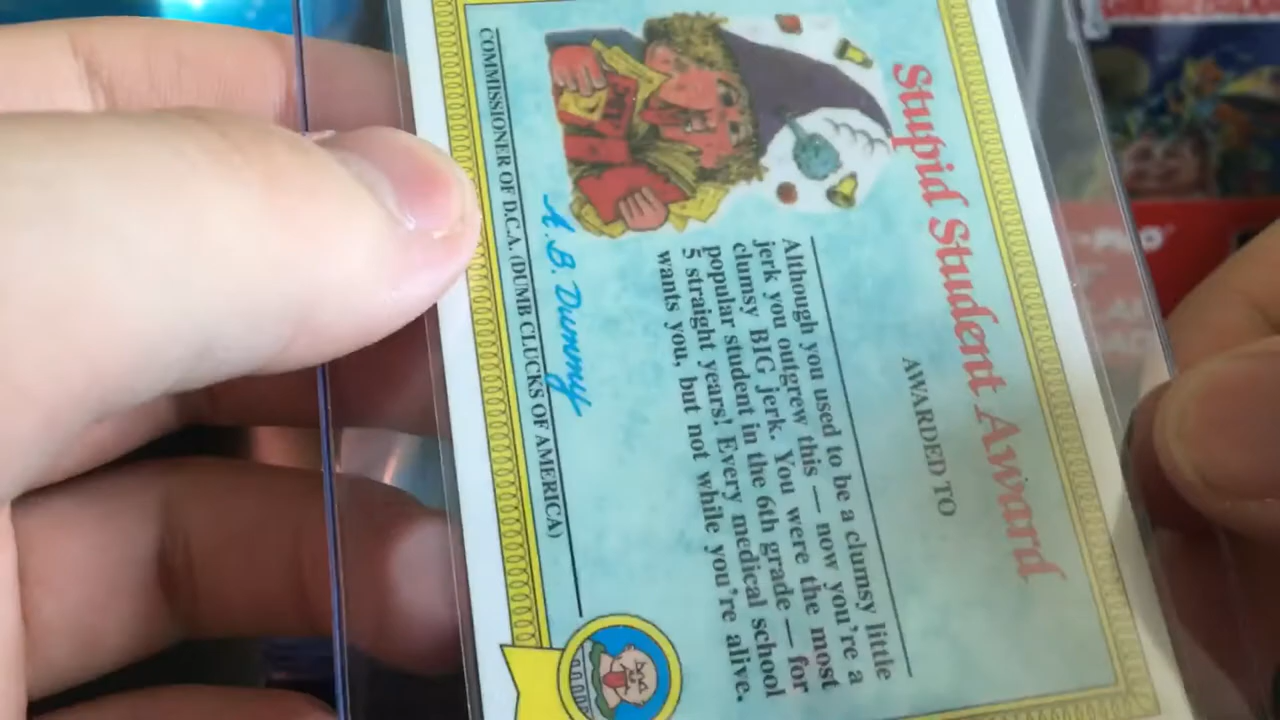 Stupid Student Award
AWARDED TO
Although you used to be a clumsy little
jerk you outgrew this — now you're a
clumsy BIG jerk. You were the most
popular student in the 6th grade — for
5 straight years! Every medical school
wants you, but not while you're alive.
A. B. Dummy
COMMISSIONER OF D.C.A. (DUMB CLUCKS OF AMERICA)